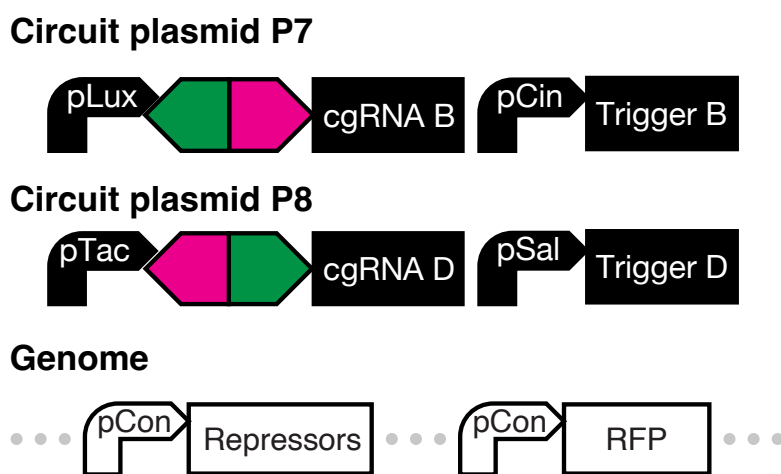 Circuit plasmid P7
pLux cgRNA B pCin Trigger B
Circuit plasmid P8
pTac cgRNA D pSal Trigger D
Genome
pCon Repressors pCon RFP